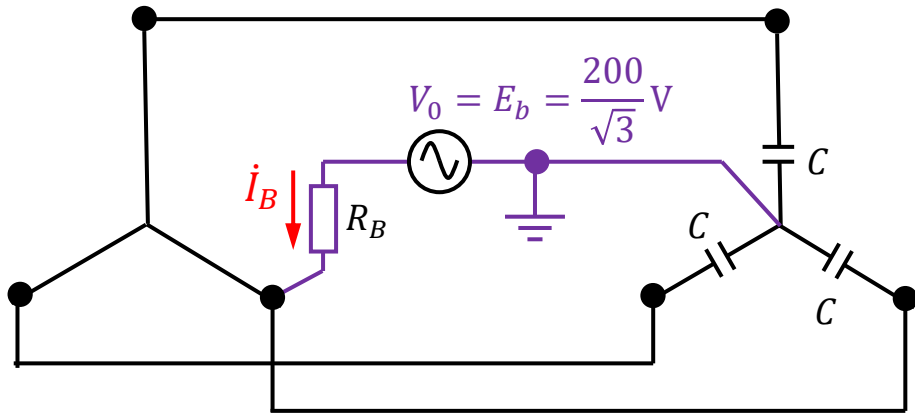 V₀ = E_b = 200/√3 V
C
İ_B
R_B
C
C